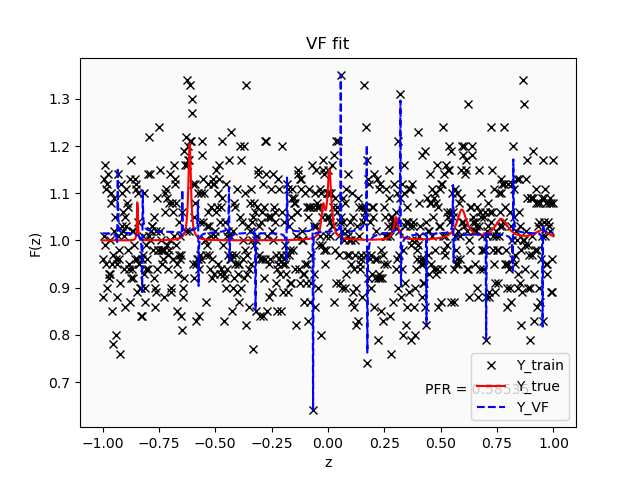 VF fit
F(z)
1.3
1.2
1.1
1.0
0.9
0.8
0.7
Y_train
Y_true
Y_VF
PFR =
−1.00 −0.75 −0.50 −0.25 0.00 0.25 0.50 0.75 1.00
z